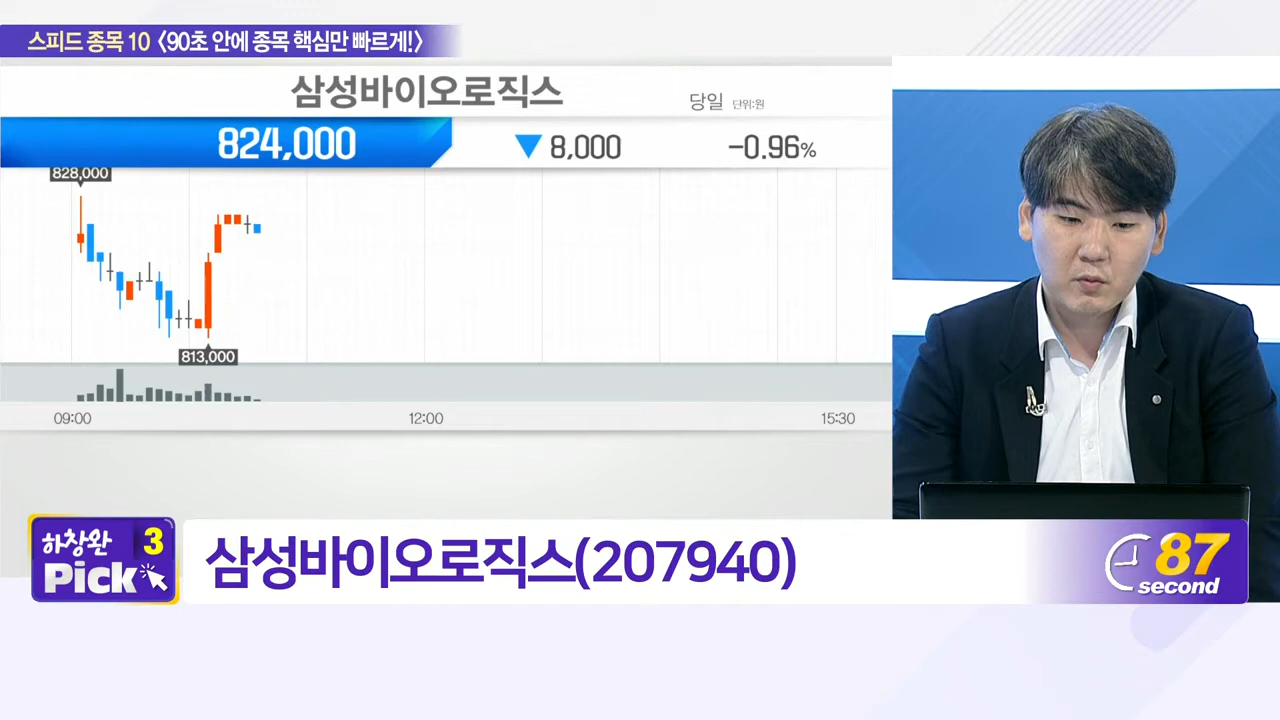 스피드 종목 10 <90초 안에 종목 핵심만 빠르게!>
삼성바이오로직스
당일 단위:원
824,000 ▼ 8,000 -0.96%
828,000
813,000
09:00 12:00 15:30
하창완 3
Pick
삼성바이오로직스(207940)
87
second